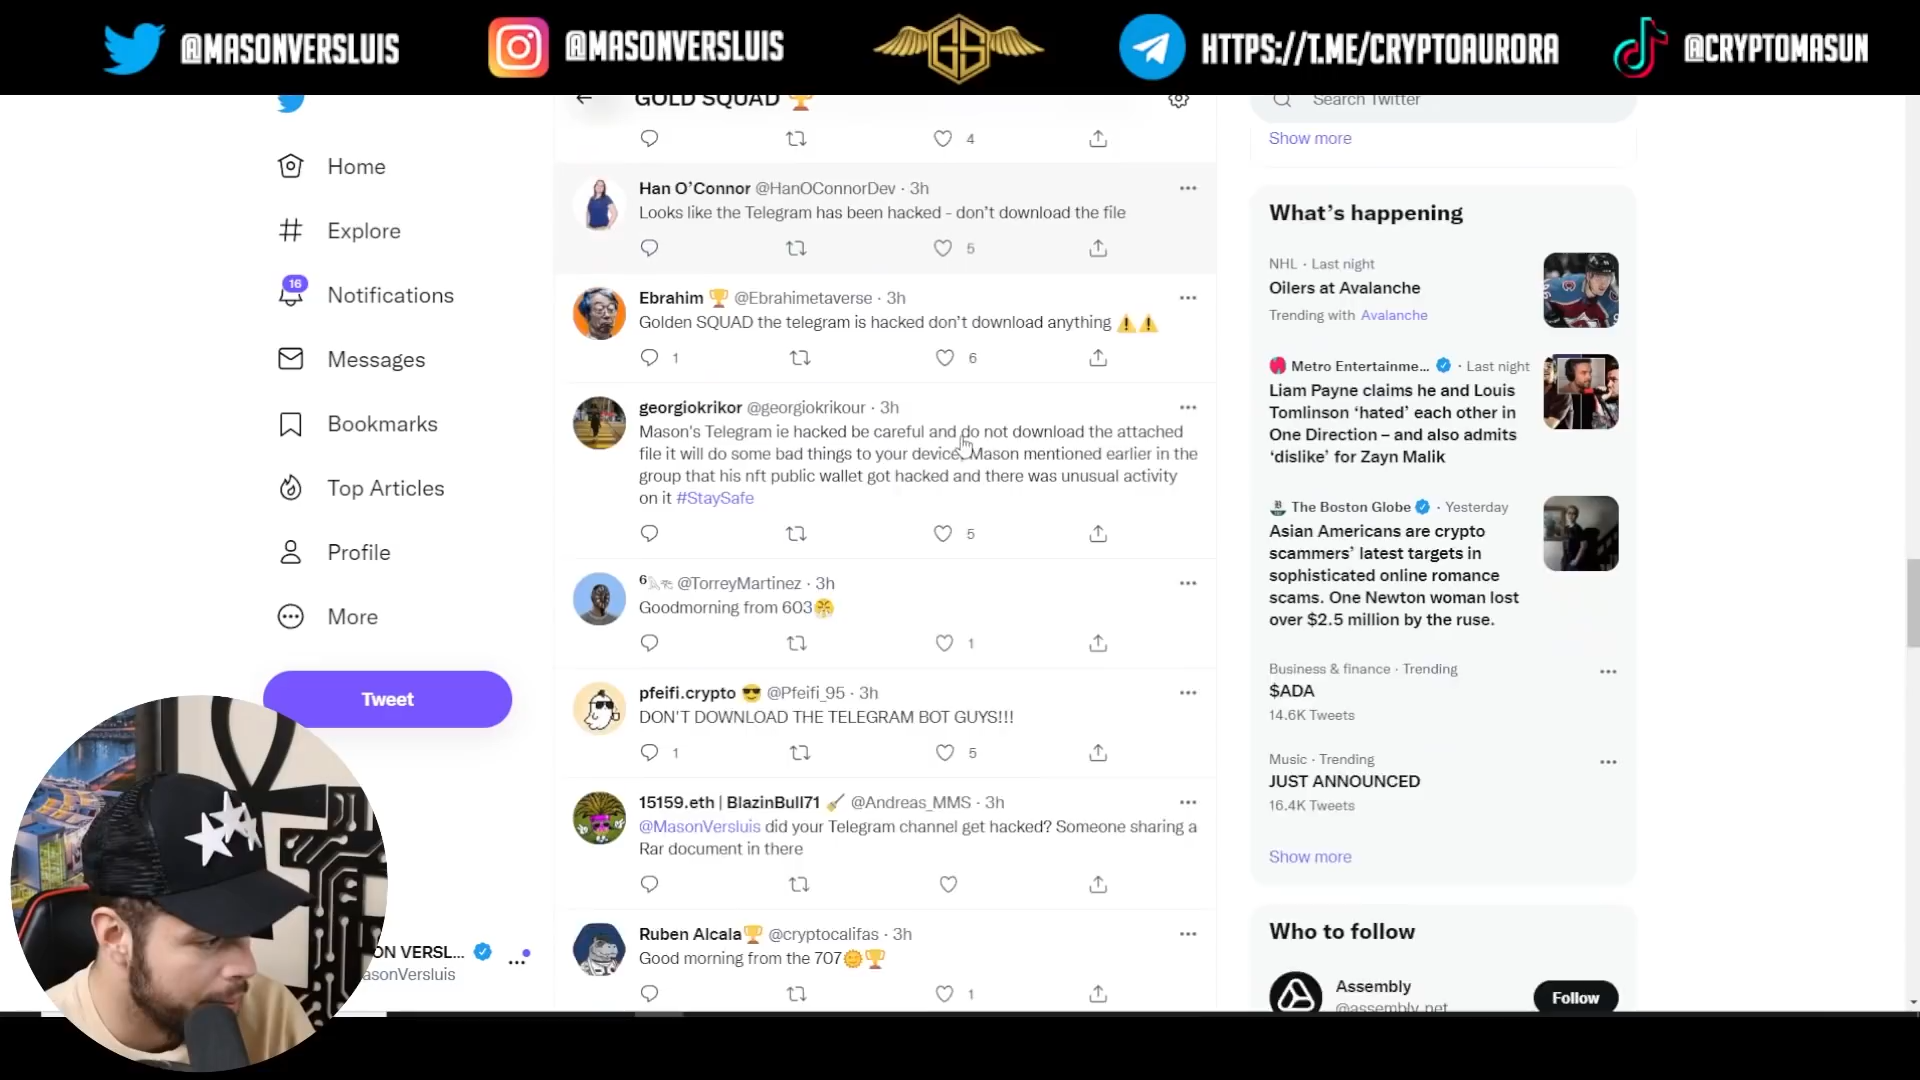 @MASONVERSLUIS
@MASONVERSLUIS
GS
HTTPS://T.ME/CRYPTOAURORA
@CRYPTOMASUN
Home
Explore
16
Notifications
Messages
Bookmarks
Top Articles
Profile
More
Tweet
ON VERSL...
asonVersluis
GOLD SQUAD 🏆
4
Han O'Connor @HanOConnorDev · 3h
Looks like the Telegram has been hacked - don't download the file
5
Ebrahim 🏆 @Ebrahimetaverse · 3h
Golden SQUAD the telegram is hacked don't download anything ⚠️⚠️
1 6
georgiokrikor @georgiokrikour · 3h
Mason's Telegram ie hacked be careful and do not download the attached
file it will do some bad things to your device, Mason mentioned earlier in the
group that his nft public wallet got hacked and there was unusual activity
on it #StaySafe
5
@TorreyMartinez · 3h
Goodmorning from 603😤
1
pfeifi.crypto 😎 @Pfeifi_95 · 3h
DON'T DOWNLOAD THE TELEGRAM BOT GUYS!!!
1 5
15159.eth | BlazinBull71 🧹 @Andreas_MMS · 3h
@MasonVersluis did your Telegram channel get hacked? Someone sharing a
Rar document in there
Ruben Alcala🏆 @cryptocalifas · 3h
Good morning from the 707🌞🏆
1
Search Twitter
Show more
What's happening
NHL · Last night
Oilers at Avalanche
Trending with Avalanche
Metro Entertainme... · Last night
Liam Payne claims he and Louis
Tomlinson 'hated' each other in
One Direction – and also admits
'dislike' for Zayn Malik
The Boston Globe · Yesterday
Asian Americans are crypto
scammers' latest targets in
sophisticated online romance
scams. One Newton woman lost
over $2.5 million by the ruse.
Business & finance · Trending
$ADA
14.6K Tweets
Music · Trending
JUST ANNOUNCED
16.4K Tweets
Show more
Who to follow
Assembly
@assembly_net
Follow